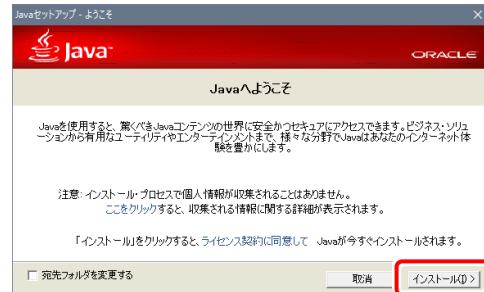 Javaセットアップ - ようこそ
Java
ORACLE
Javaへようこそ
Javaを使用すると、驚くべきJavaコンテンツの世界に安全かつセキュアにアクセスできます。ビジネス・ソリュ
ーションから有用なユーティリティやエンターテインメントまで、様々な分野でJavaはあなたのインターネット体
験を豊かにします。
注意: インストール・プロセスで個人情報が収集されることはありません。
ここをクリックすると、収集される情報に関する詳細が表示されます。
「インストール」をクリックすると、ライセンス契約に同意して Javaが今すぐインストールされます。
宛先フォルダを変更する
取消
インストール(I) >